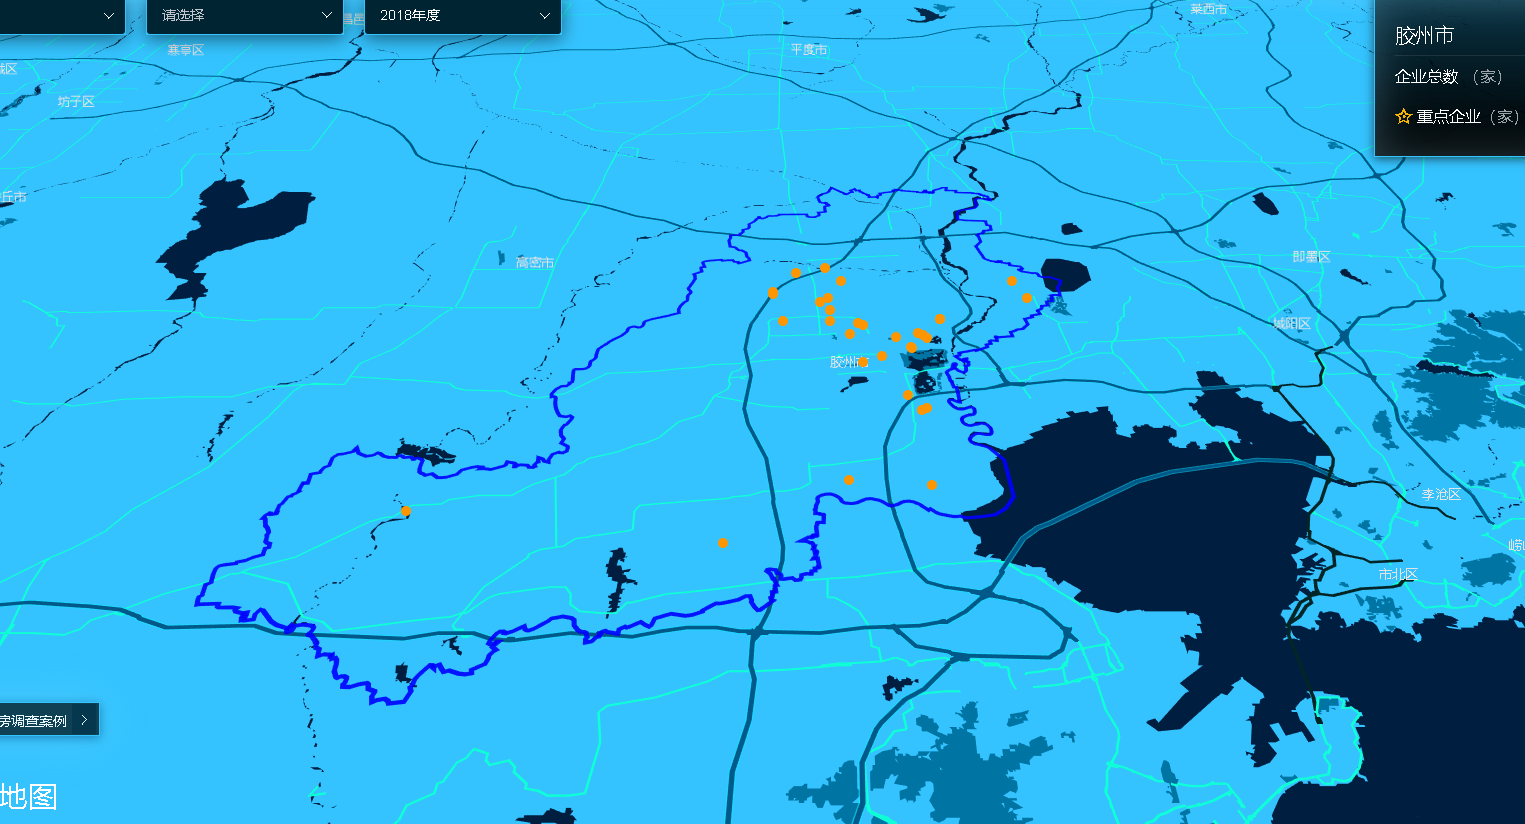 请选择
2018年度
昌邑
莱西市
胶州市
寒亭区
平度市
城区
企业总数 （家）
坊子区
重点企业（家）
丘市
高密市
即墨区
城阳区
胶州市
李沧区
崂
市北区
旁调查案例
地图